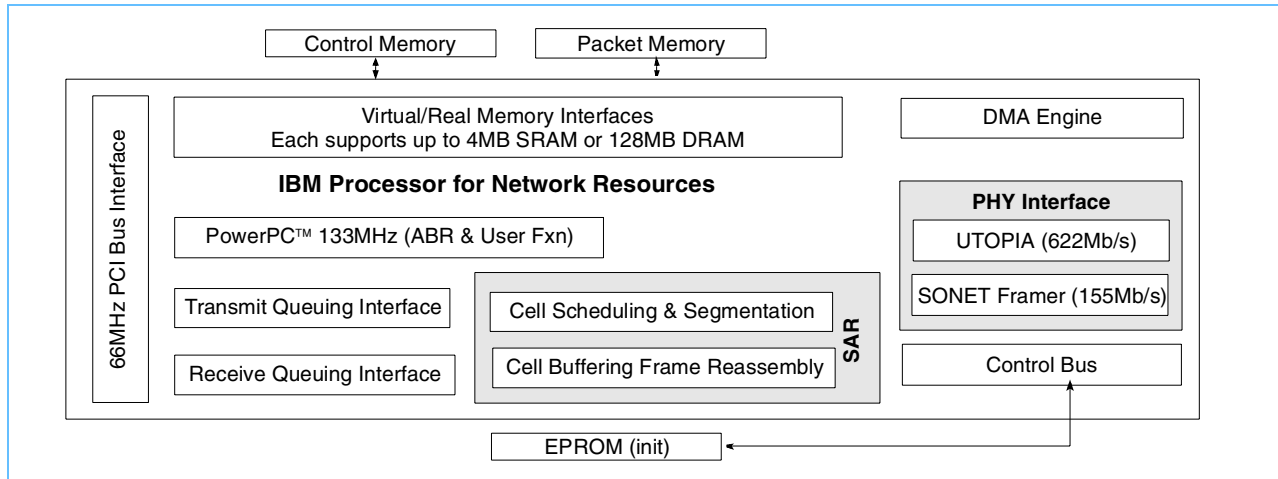 Control Memory
Packet Memory
66MHz PCI Bus Interface
Virtual/Real Memory Interfaces
Each supports up to 4MB SRAM or 128MB DRAM
DMA Engine
IBM Processor for Network Resources
PHY Interface
PowerPC™ 133MHz (ABR & User Fxn)
UTOPIA (622Mb/s)
SONET Framer (155Mb/s)
Transmit Queuing Interface
Cell Scheduling & Segmentation
SAR
Receive Queuing Interface
Cell Buffering Frame Reassembly
Control Bus
EPROM (init)